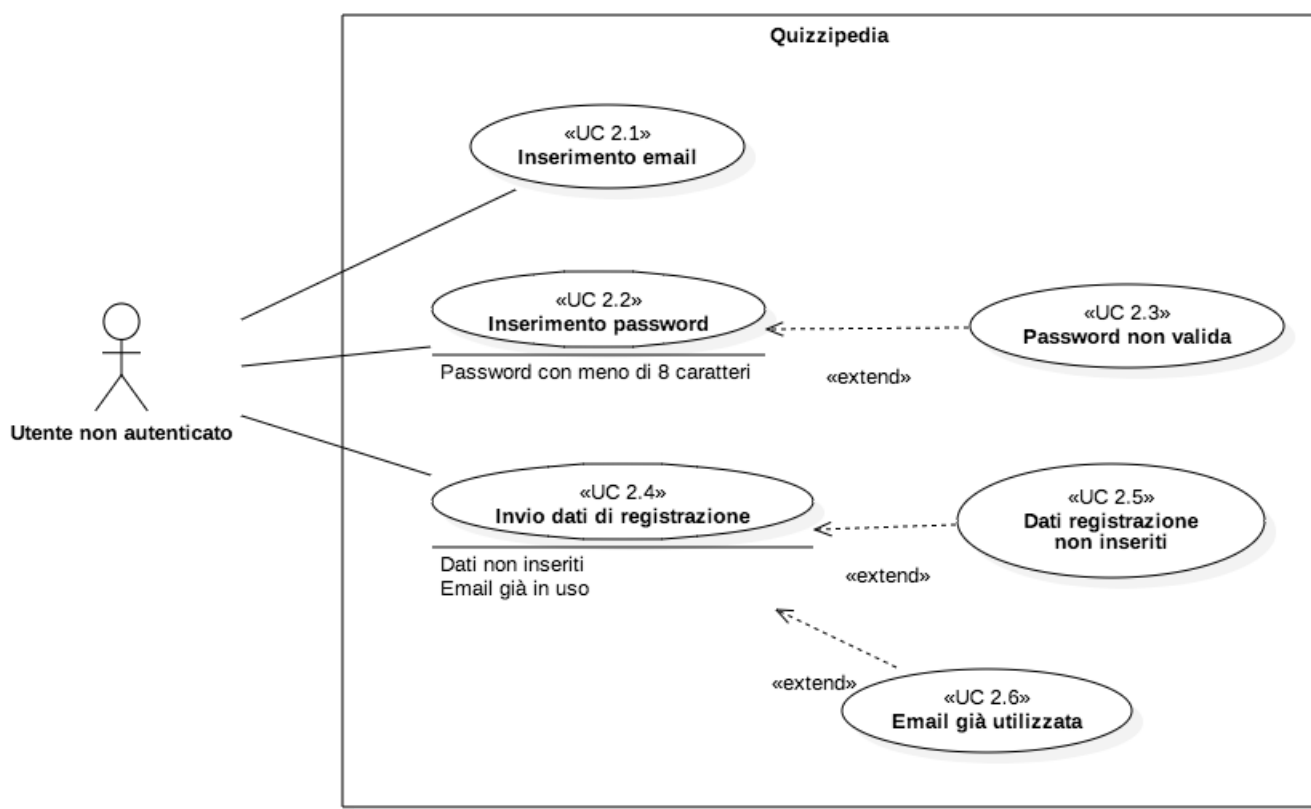 Quizzipedia
«UC 2.1»
Inserimento email
«UC 2.2»
Inserimento password
Password con meno di 8 caratteri
«UC 2.3»
Password non valida
«extend»
Utente non autenticato
«UC 2.4»
Invio dati di registrazione
Dati non inseriti
Email già in uso
«UC 2.5»
Dati registrazione
non inseriti
«extend»
«extend»
«UC 2.6»
Email già utilizzata